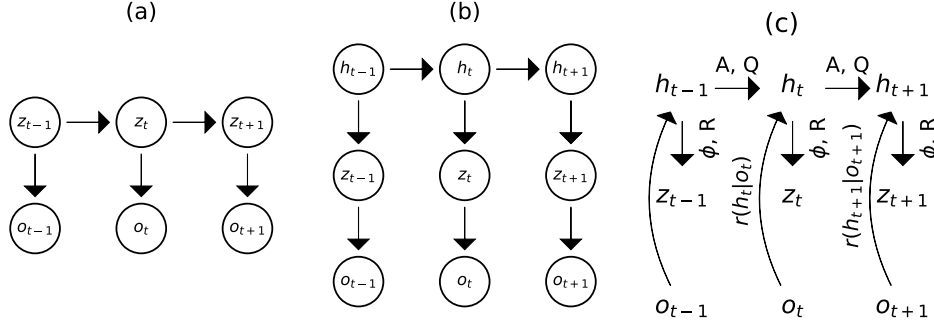 (a)
z_{t-1} z_t z_{t+1}
o_{t-1} o_t o_{t+1}
(b)
h_{t-1} h_t h_{t+1}
z_{t-1} z_t z_{t+1}
o_{t-1} o_t o_{t+1}
(c)
A, Q A, Q
h_{t-1} h_t h_{t+1}
ϕ, R ϕ, R ϕ, R
r(h_t|o_t) r(h_{t+1}|o_{t+1})
z_{t-1} z_t z_{t+1}
o_{t-1} o_t o_{t+1}